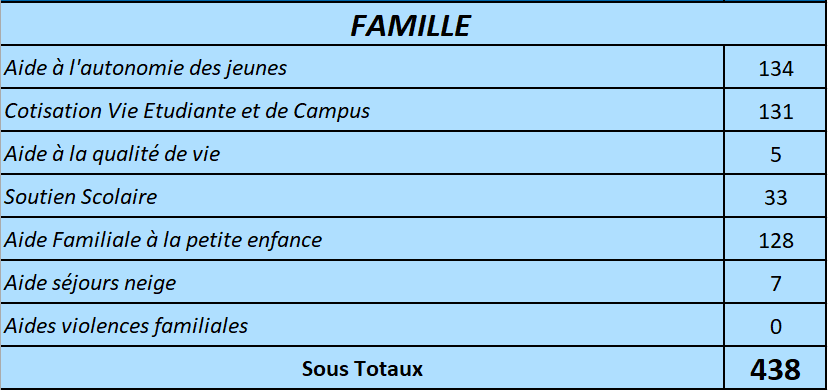 FAMILLE
Aide à l'autonomie des jeunes 134
Cotisation Vie Etudiante et de Campus 131
Aide à la qualité de vie 5
Soutien Scolaire 33
Aide Familiale à la petite enfance 128
Aide séjours neige 7
Aides violences familiales 0
Sous Totaux 438